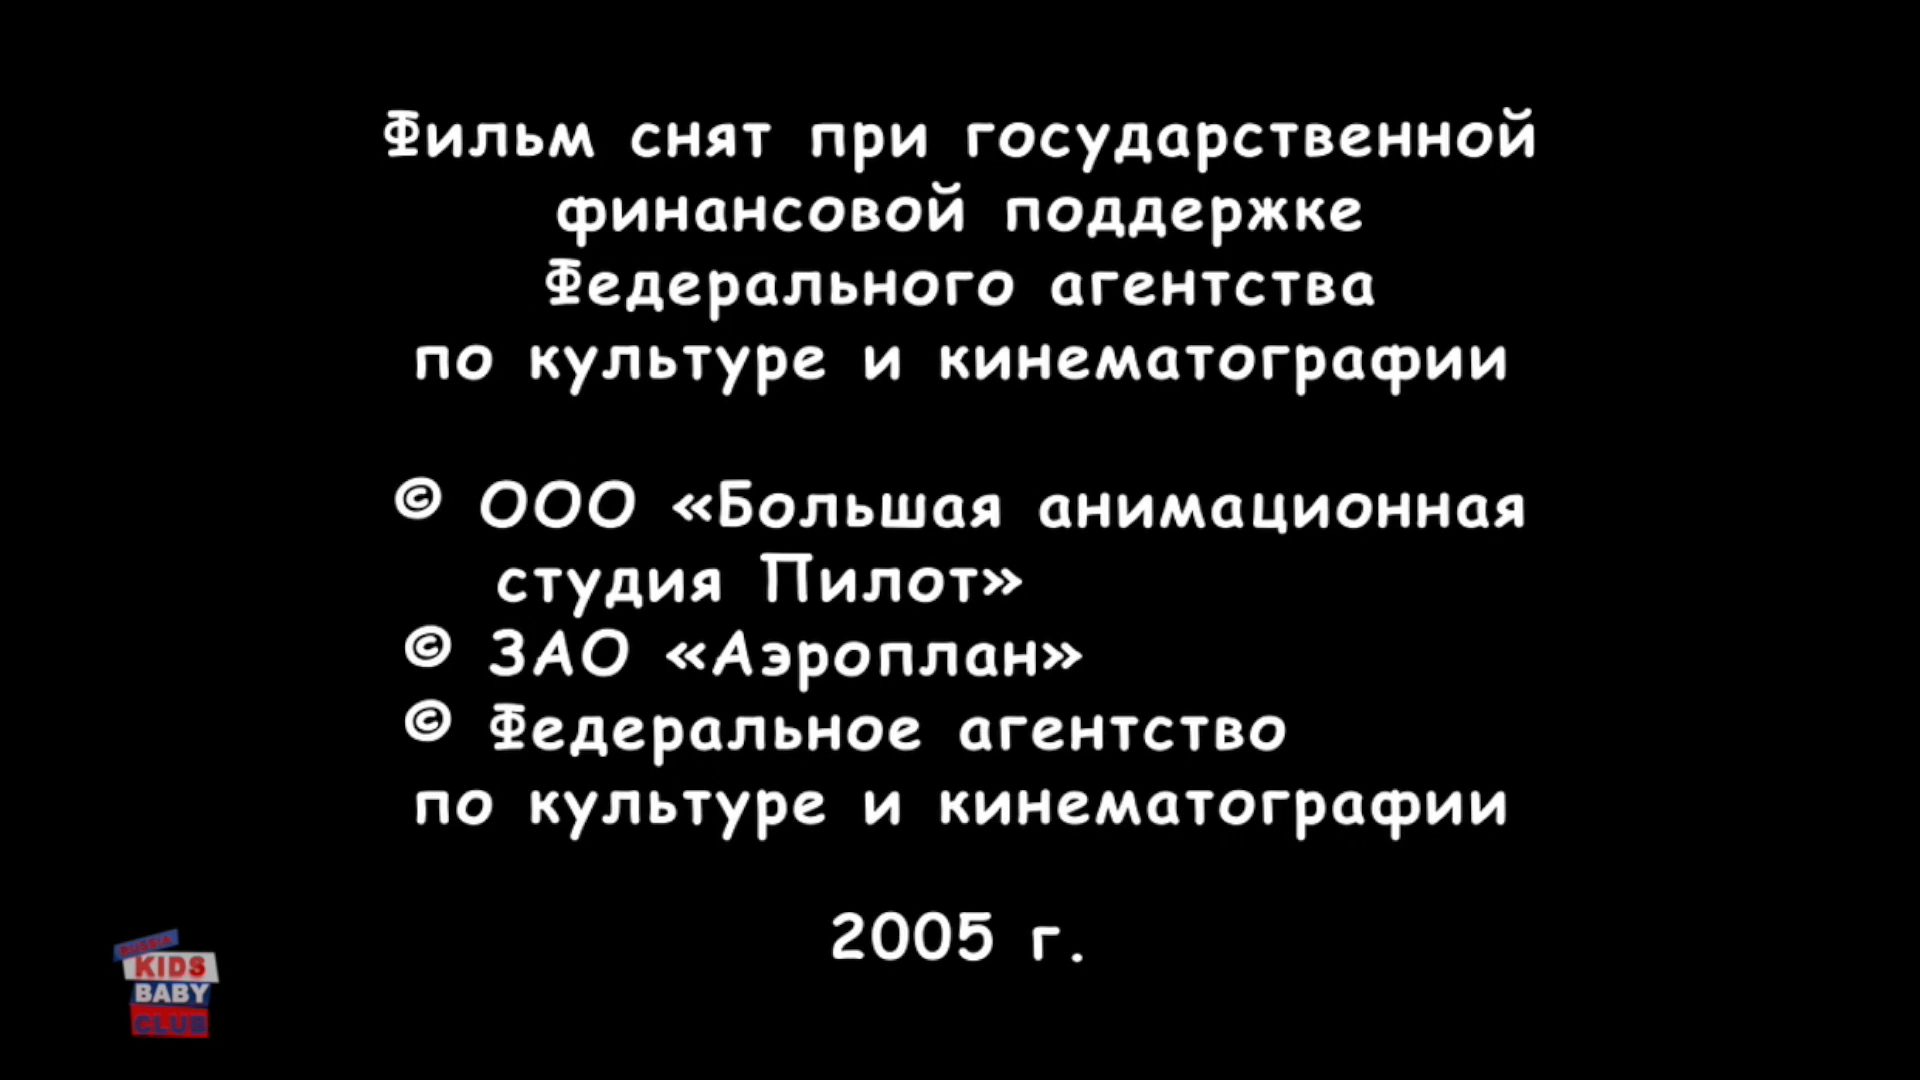 Фильм снят при государственной
финансовой поддержке
Федерального агентства
по культуре и кинематографии
© ООО «Большая анимационная
студия Пилот»
© ЗАО «Аэроплан»
© Федеральное агентство
по культуре и кинематографии
2005 г.
RUSSIA
KIDS
BABY
CLUB